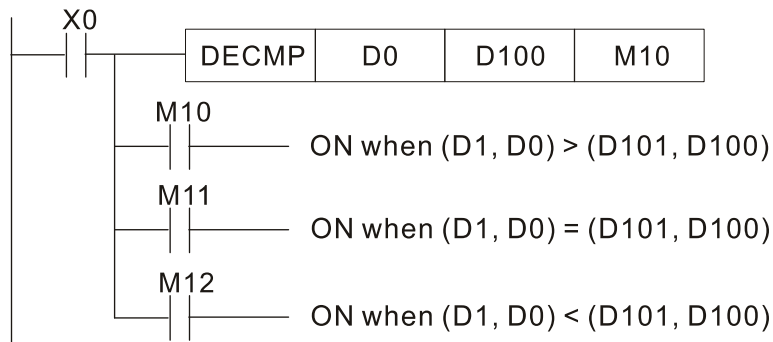 X0
DECMP D0 D100 M10
M10
ON when (D1, D0) > (D101, D100)
M11
ON when (D1, D0) = (D101, D100)
M12
ON when (D1, D0) < (D101, D100)